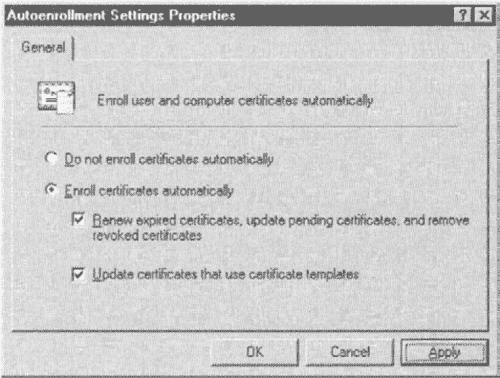 Autoenrollment Settings Properties
General
Enroll user and computer certificates automatically
Do not enroll certificates automatically
Enroll certificates automatically
Renew expired certificates, update pending certificates, and remove
revoked certificates
Update certificates that use certificate templates
OK Cancel Apply